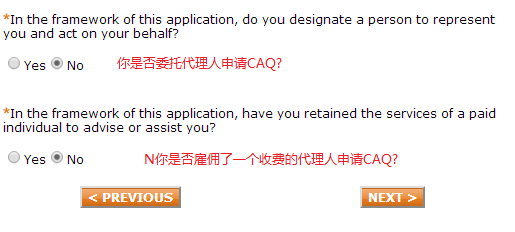 *In the framework of this application, do you designate a person to represent
you and act on your behalf?
Yes No 你是否委托代理人申请CAQ?
*In the framework of this application, have you retained the services of a paid
individual to advise or assist you?
Yes No N你是否雇佣了一个收费的代理人申请CAQ?
< PREVIOUS NEXT >